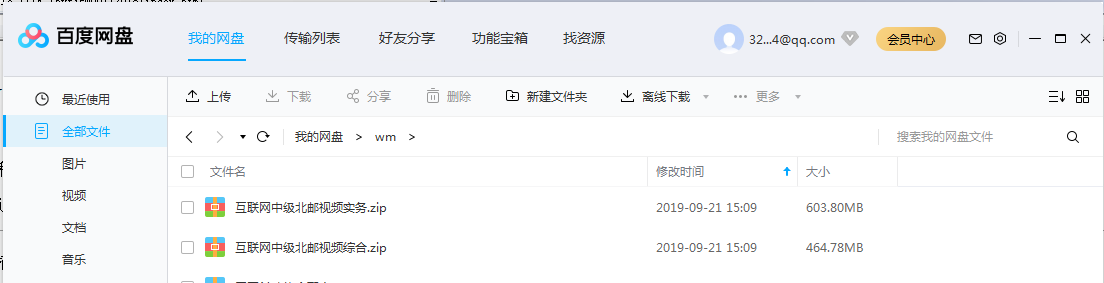 百度网盘 我的网盘 传输列表 好友分享 功能宝箱 找资源 32...4@qq.com 会员中心
最近使用
全部文件
图片
视频
文档
音乐
上传 下载 分享 删除 新建文件夹 离线下载 更多
我的网盘 > wm > 搜索我的网盘文件
文件名 修改时间 大小
互联网中级北邮视频实务.zip 2019-09-21 15:09 603.80MB
互联网中级北邮视频综合.zip 2019-09-21 15:09 464.78MB